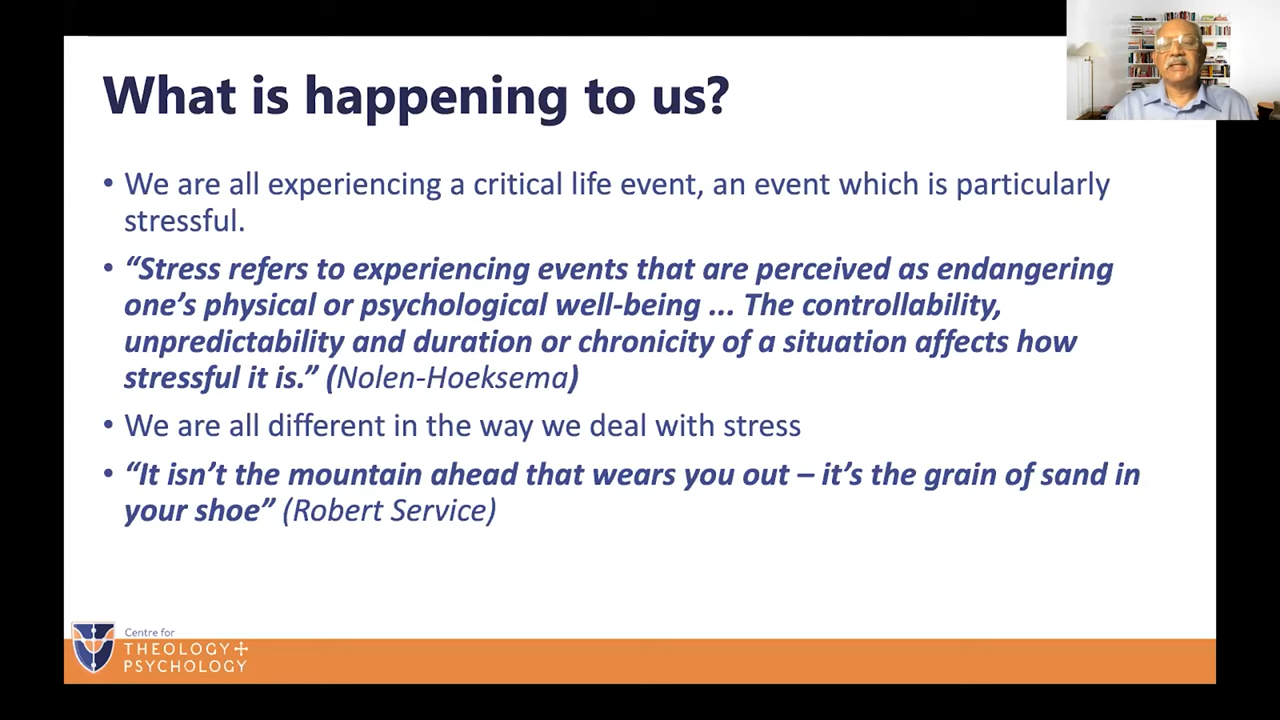 What is happening to us?
• We are all experiencing a critical life event, an event which is particularly
stressful.
• “Stress refers to experiencing events that are perceived as endangering
one’s physical or psychological well-being ... The controllability,
unpredictability and duration or chronicity of a situation affects how
stressful it is.” (Nolen-Hoeksema)
• We are all different in the way we deal with stress
• “It isn’t the mountain ahead that wears you out – it’s the grain of sand in
your shoe” (Robert Service)
Centre for
THEOLOGY+
PSYCHOLOGY